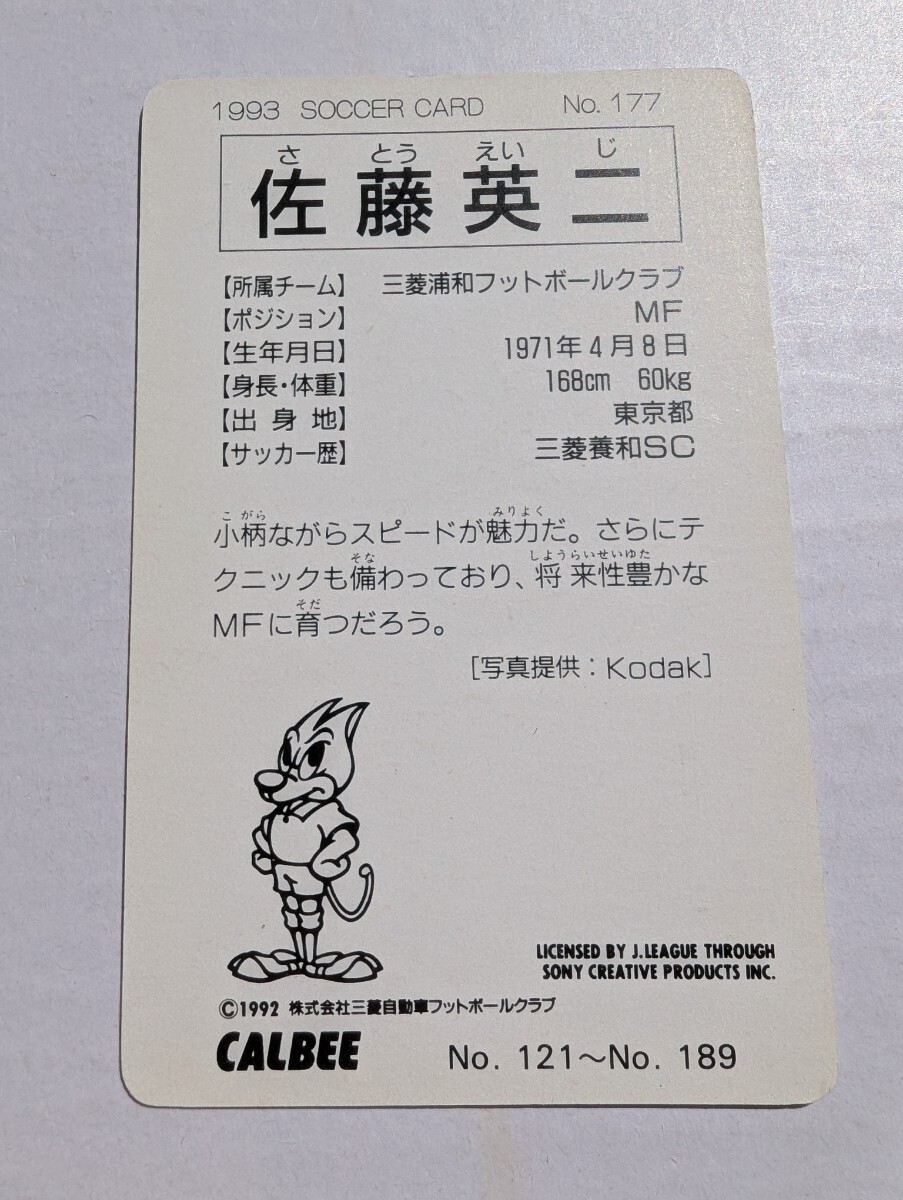 1993 SOCCER CARD No. 177
さ とう えい じ
佐藤英二
【所属チーム】 三菱浦和フットボールクラブ
【ポジション】 MF
【生年月日】 1971年4月8日
【身長・体重】 168cm 60kg
【出身地】 東京都
【サッカー歴】 三菱養和SC
こがら みりよく
小柄ながらスピードが魅力だ。さらにテ
そな しようらいせいゆた
クニックも備わっており、将来性豊かな
そだ
MFに育つだろう。
[写真提供：Kodak]
LICENSED BY J.LEAGUE THROUGH
SONY CREATIVE PRODUCTS INC.
©1992 株式会社三菱自動車フットボールクラブ
CALBEE No. 121〜No. 189